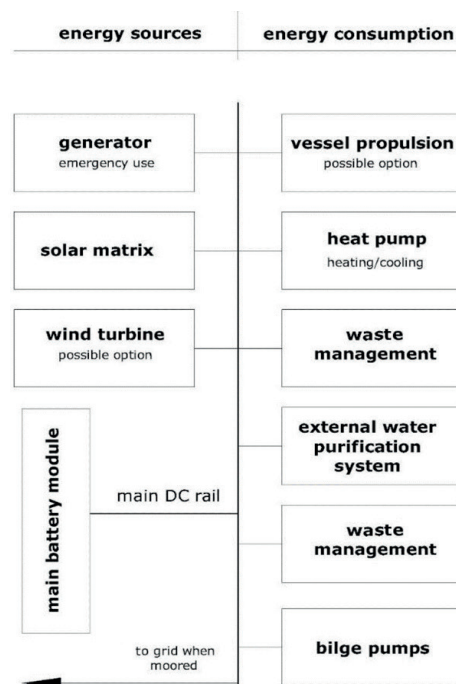 energy sources
energy consumption
generator
emergency use
vessel propulsion
possible option
solar matrix
heat pump
heating/cooling
wind turbine
possible option
waste
management
external water
purification
system
main battery module
main DC rail
waste
management
to grid when
moored
bilge pumps